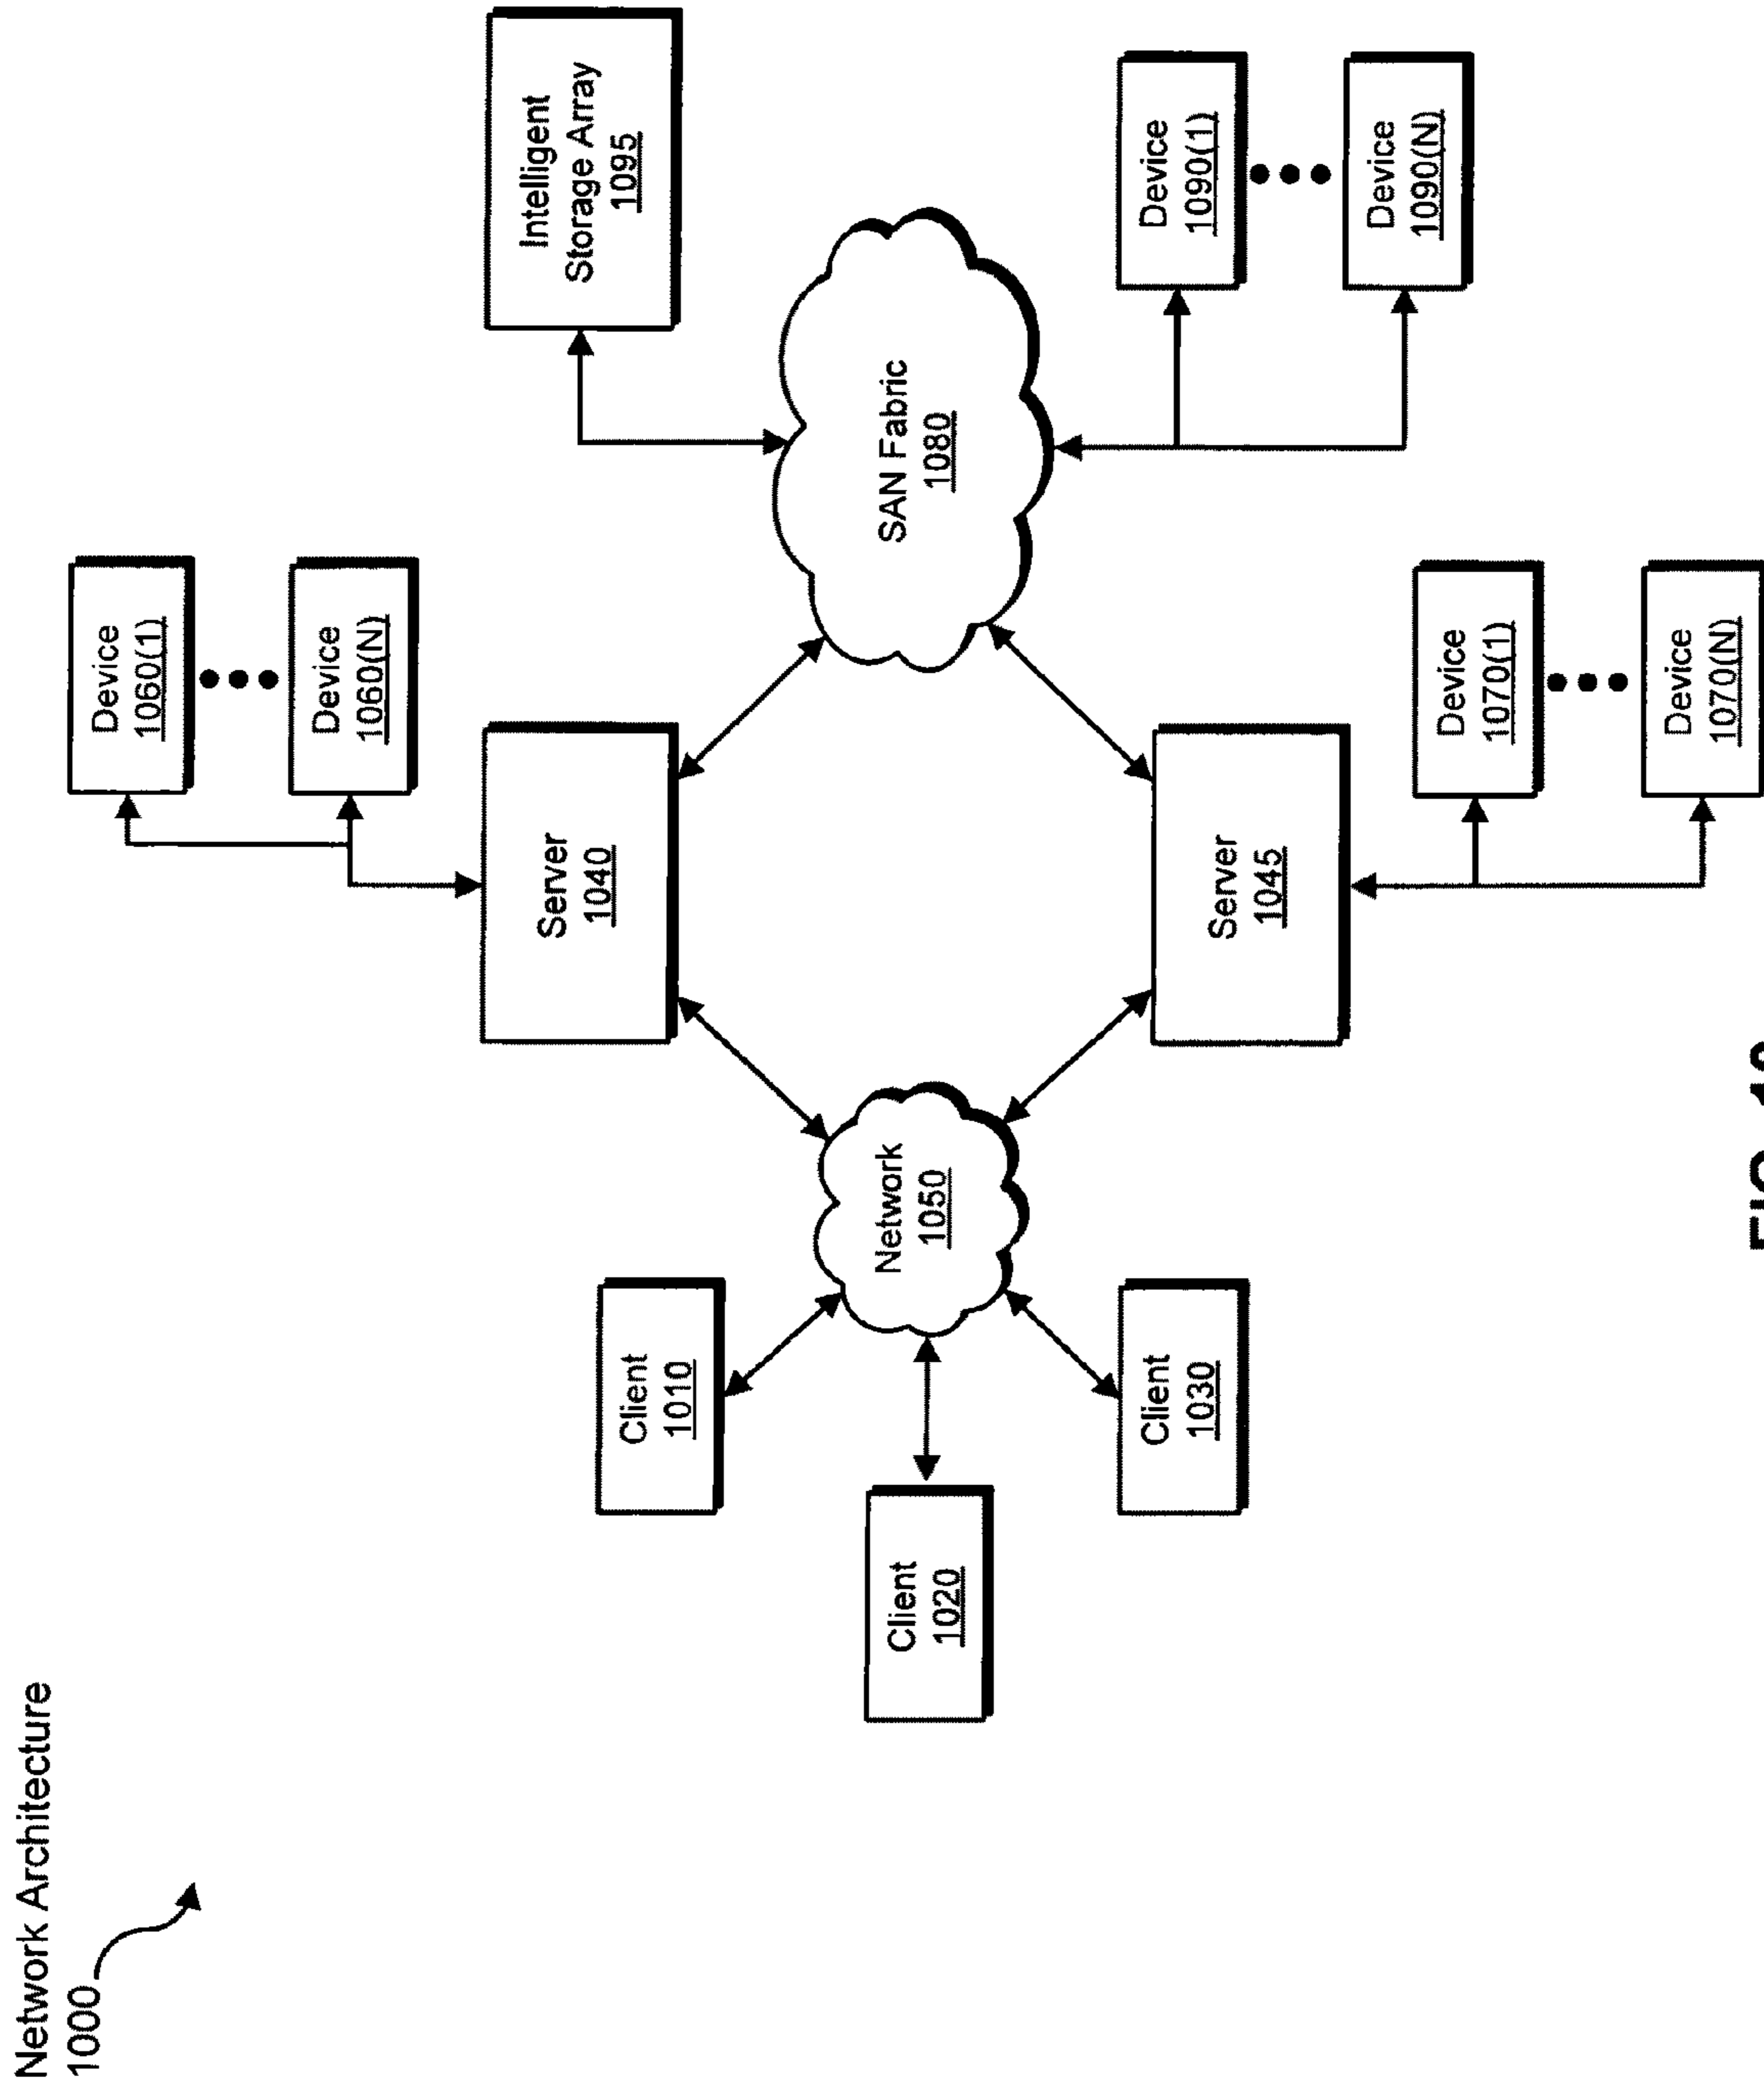 Network Architecture
1000
Device
1060(1)
Device
1060(N)
Intelligent
Storage Array
1095
Server
1040
Client
1010
Client
1020
Network
1050
SAN Fabric
1080
Client
1030
Server
1045
Device
1090(1)
Device
1090(N)
Device
1070(1)
Device
1070(N)